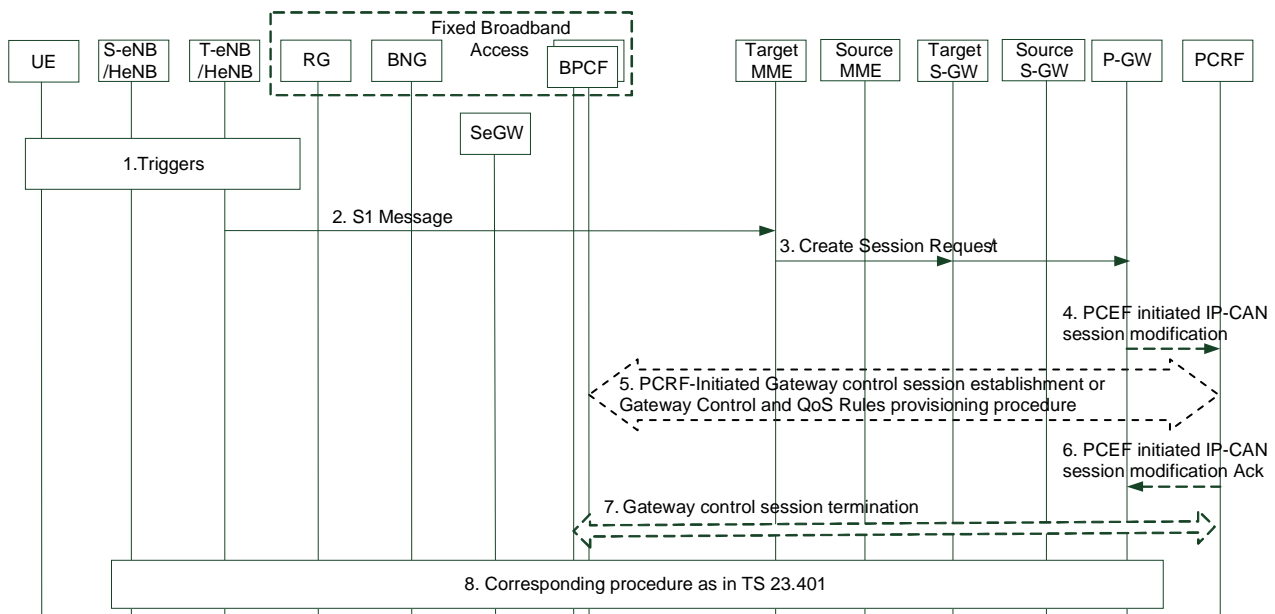 Fixed Broadband
Access
UE
S-eNB
/HeNB
T-eNB
/HeNB
RG
BNG
BPCF
Target
MME
Source
MME
Target
S-GW
Source
S-GW
P-GW
PCRF
SeGW
1.Triggers
2. S1 Message
3. Create Session Request/
4. PCEF initiated IP-CAN
session modification
5. PCRF-Initiated Gateway control session establishment or
Gateway Control and QoS Rules provisioning procedure
6. PCEF initiated IP-CAN
session modification Ack
7. Gateway control session termination
8. Corresponding procedure as in TS 23.401